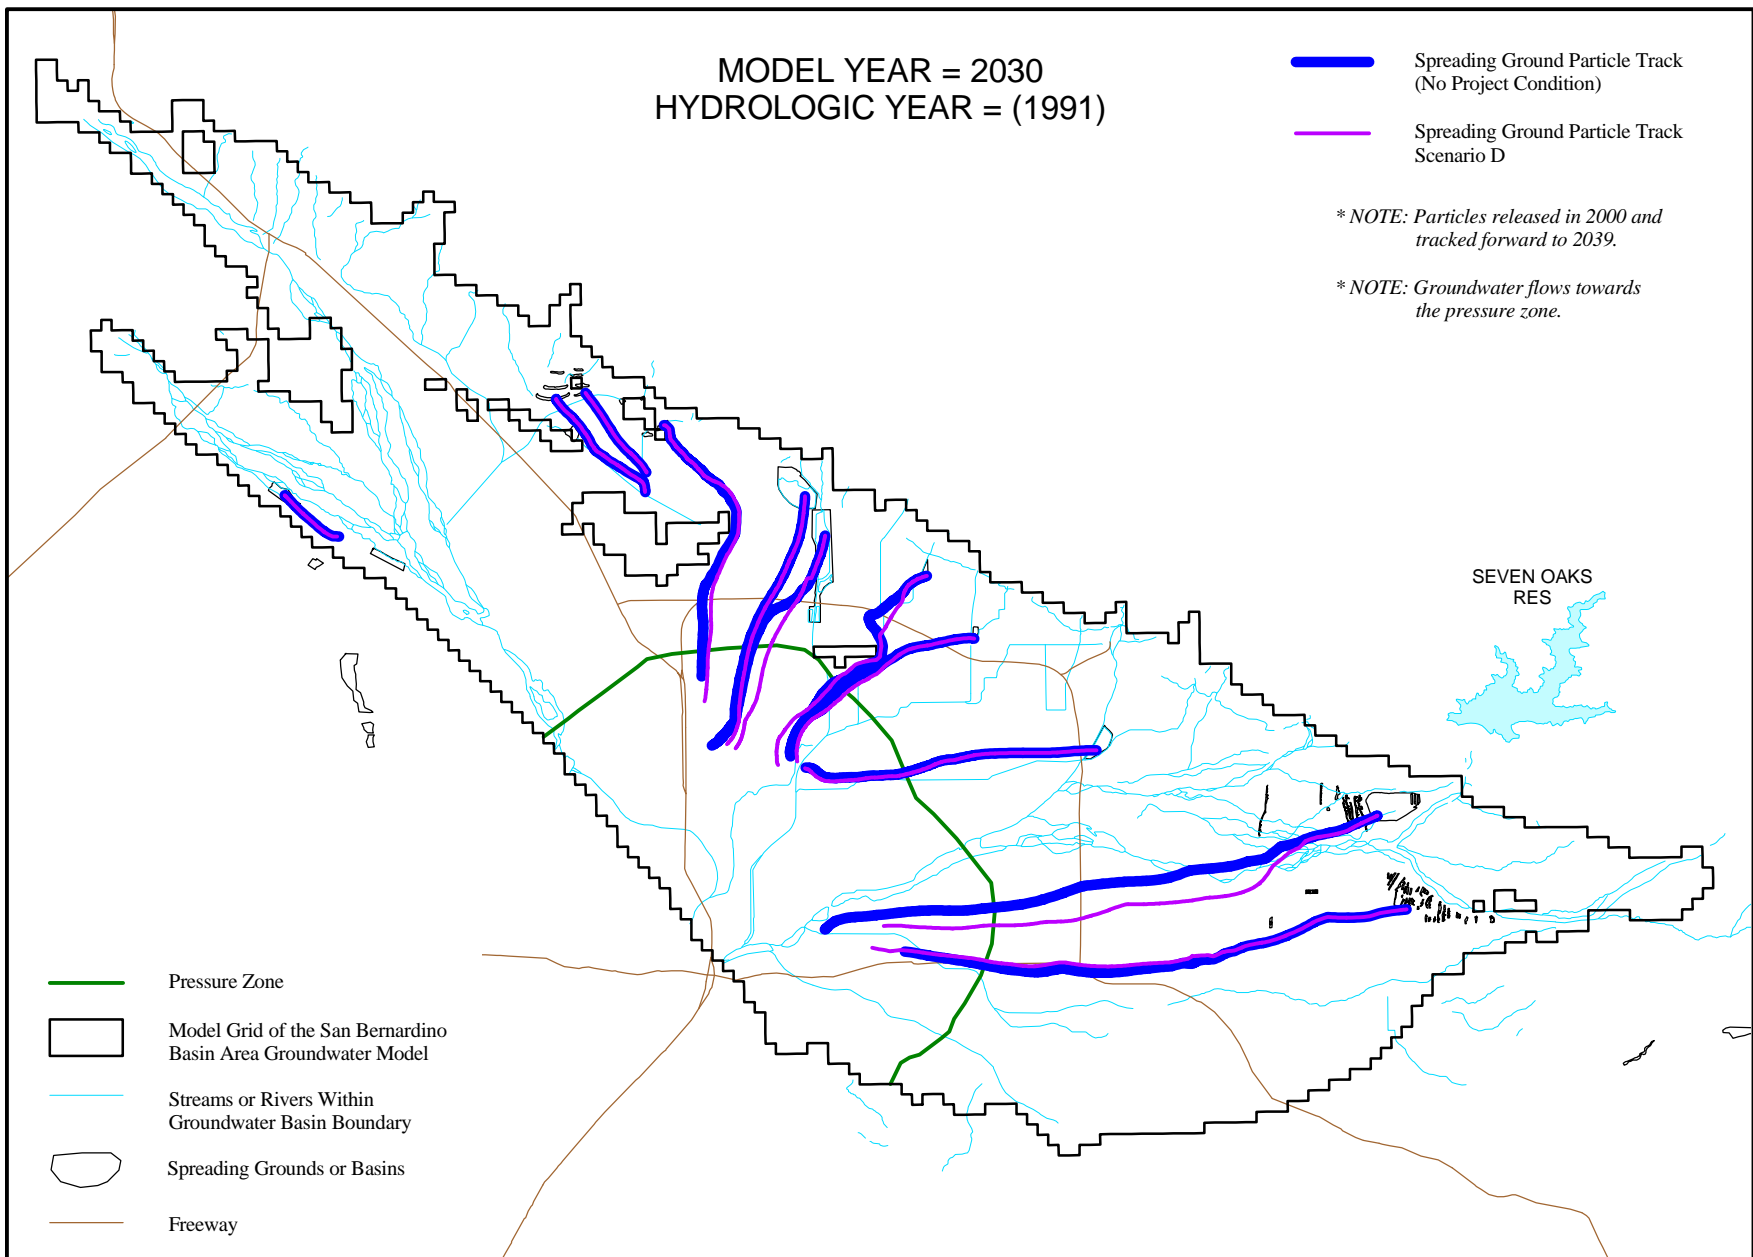 MODEL YEAR = 2030
HYDROLOGIC YEAR = (1991)
Spreading Ground Particle Track
(No Project Condition)
Spreading Ground Particle Track
Scenario D
* NOTE: Particles released in 2000 and
tracked forward to 2039.
* NOTE: Groundwater flows towards
the pressure zone.
SEVEN OAKS
RES
Pressure Zone
Model Grid of the San Bernardino
Basin Area Groundwater Model
Streams or Rivers Within
Groundwater Basin Boundary
Spreading Grounds or Basins
Freeway